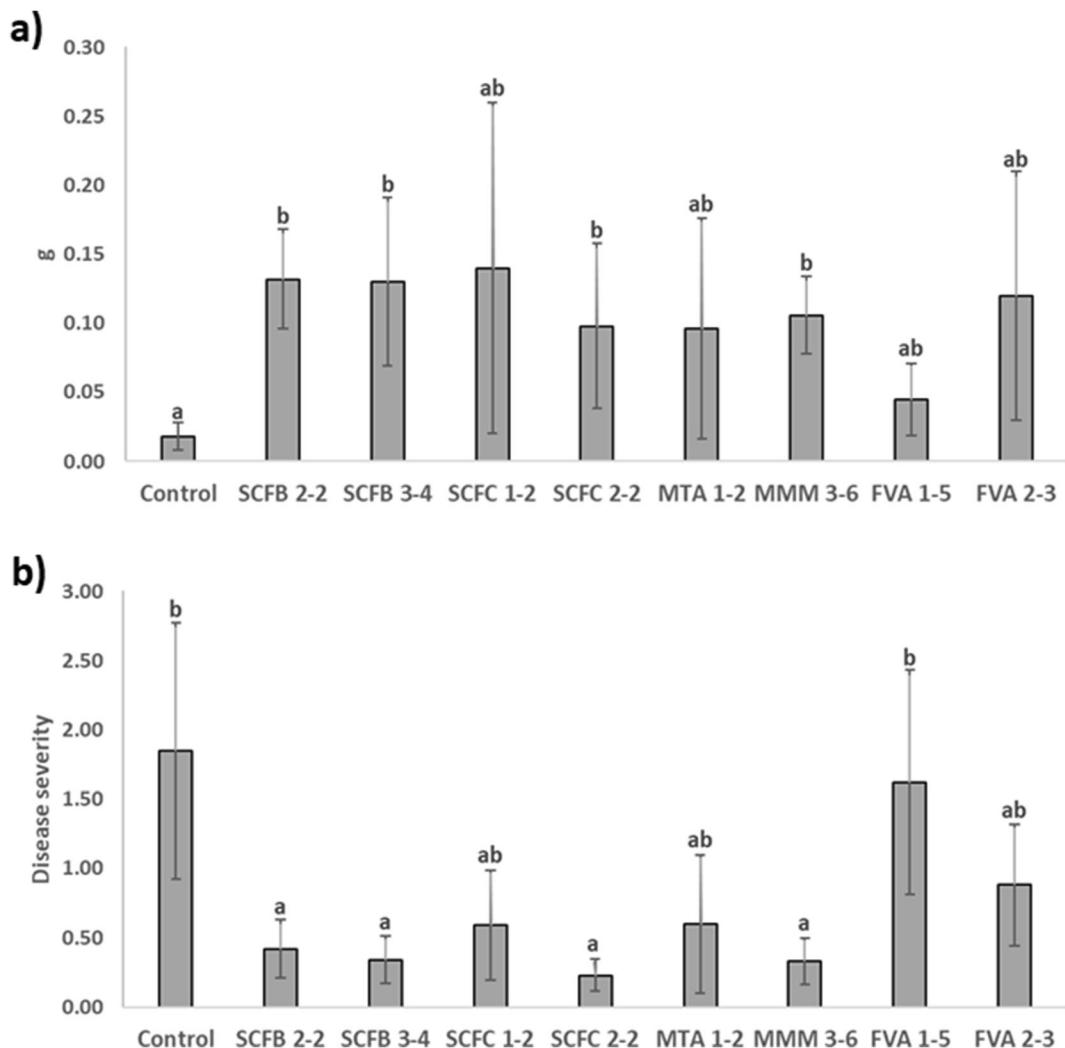 a)
0.30
0.25
0.20
0.15
0.10
0.05
0.00
g
a b b ab b ab b ab ab
Control SCFB 2-2 SCFB 3-4 SCFC 1-2 SCFC 2-2 MTA 1-2 MMM 3-6 FVA 1-5 FVA 2-3
b)
3.00
2.50
2.00
1.50
1.00
0.50
0.00
Disease severity
b a a ab a ab a b ab
Control SCFB 2-2 SCFB 3-4 SCFC 1-2 SCFC 2-2 MTA 1-2 MMM 3-6 FVA 1-5 FVA 2-3